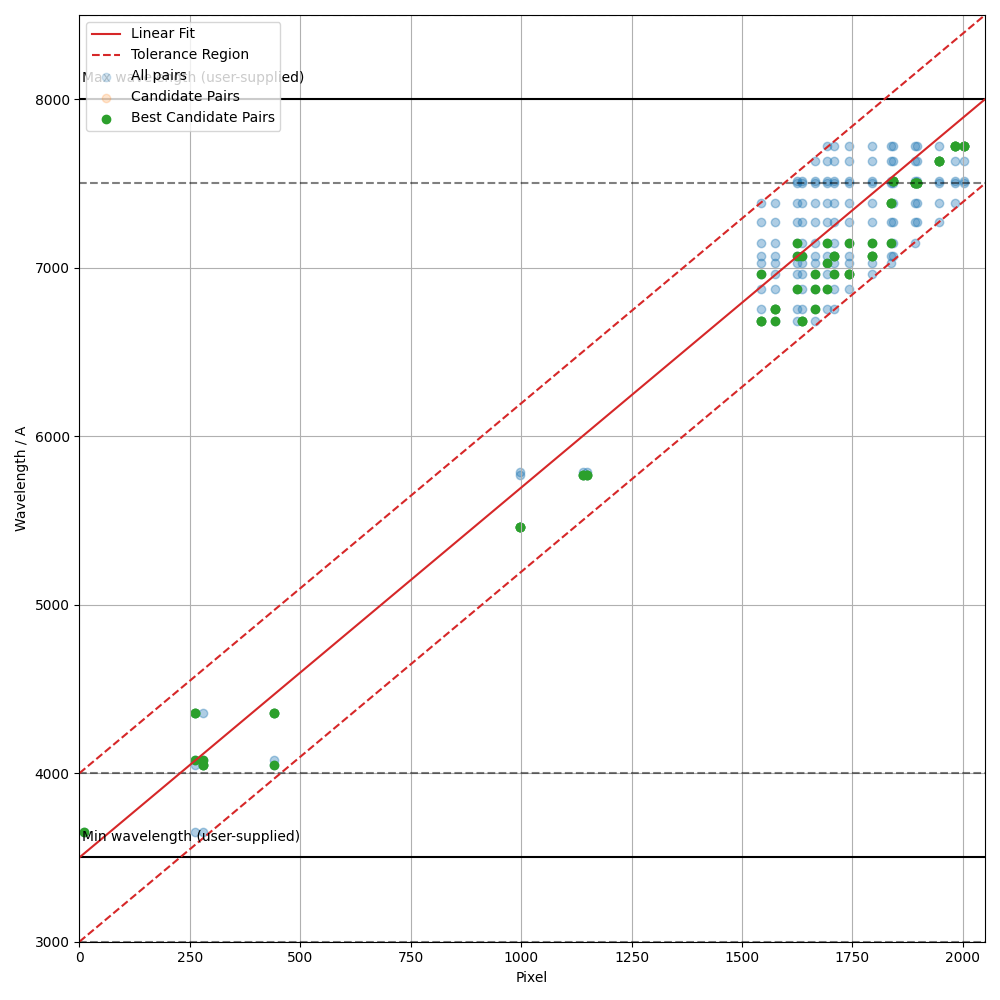 Linear Fit
Tolerance Region
Max wavelength (user-supplied)
All pairs
Candidate Pairs
Best Candidate Pairs
8000
7000
6000
5000
4000
3000
Wavelength / A
Min wavelength (user-supplied)
0 250 500 750 1000 1250 1500 1750 2000
Pixel